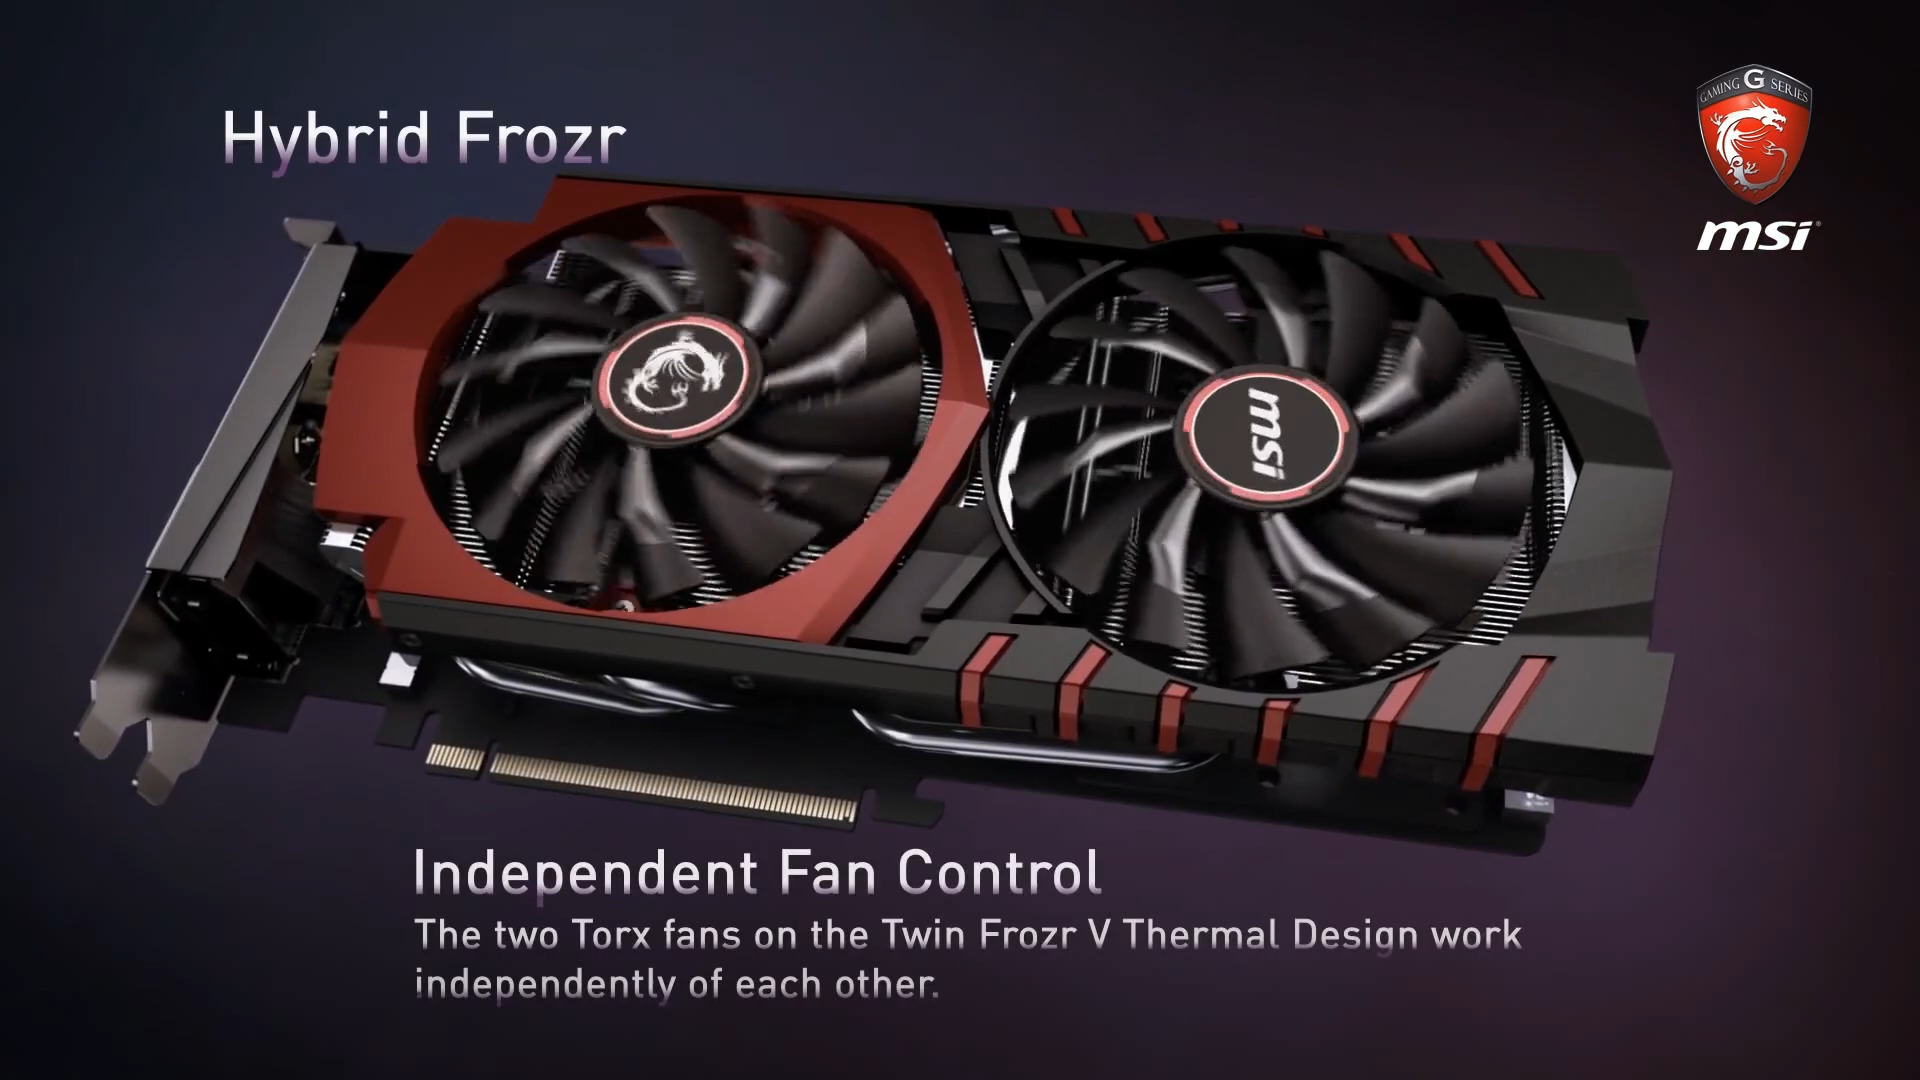 Hybrid Frozr
GAMING G SERIES
msi
msi
Independent Fan Control
The two Torx fans on the Twin Frozr V Thermal Design work
independently of each other.